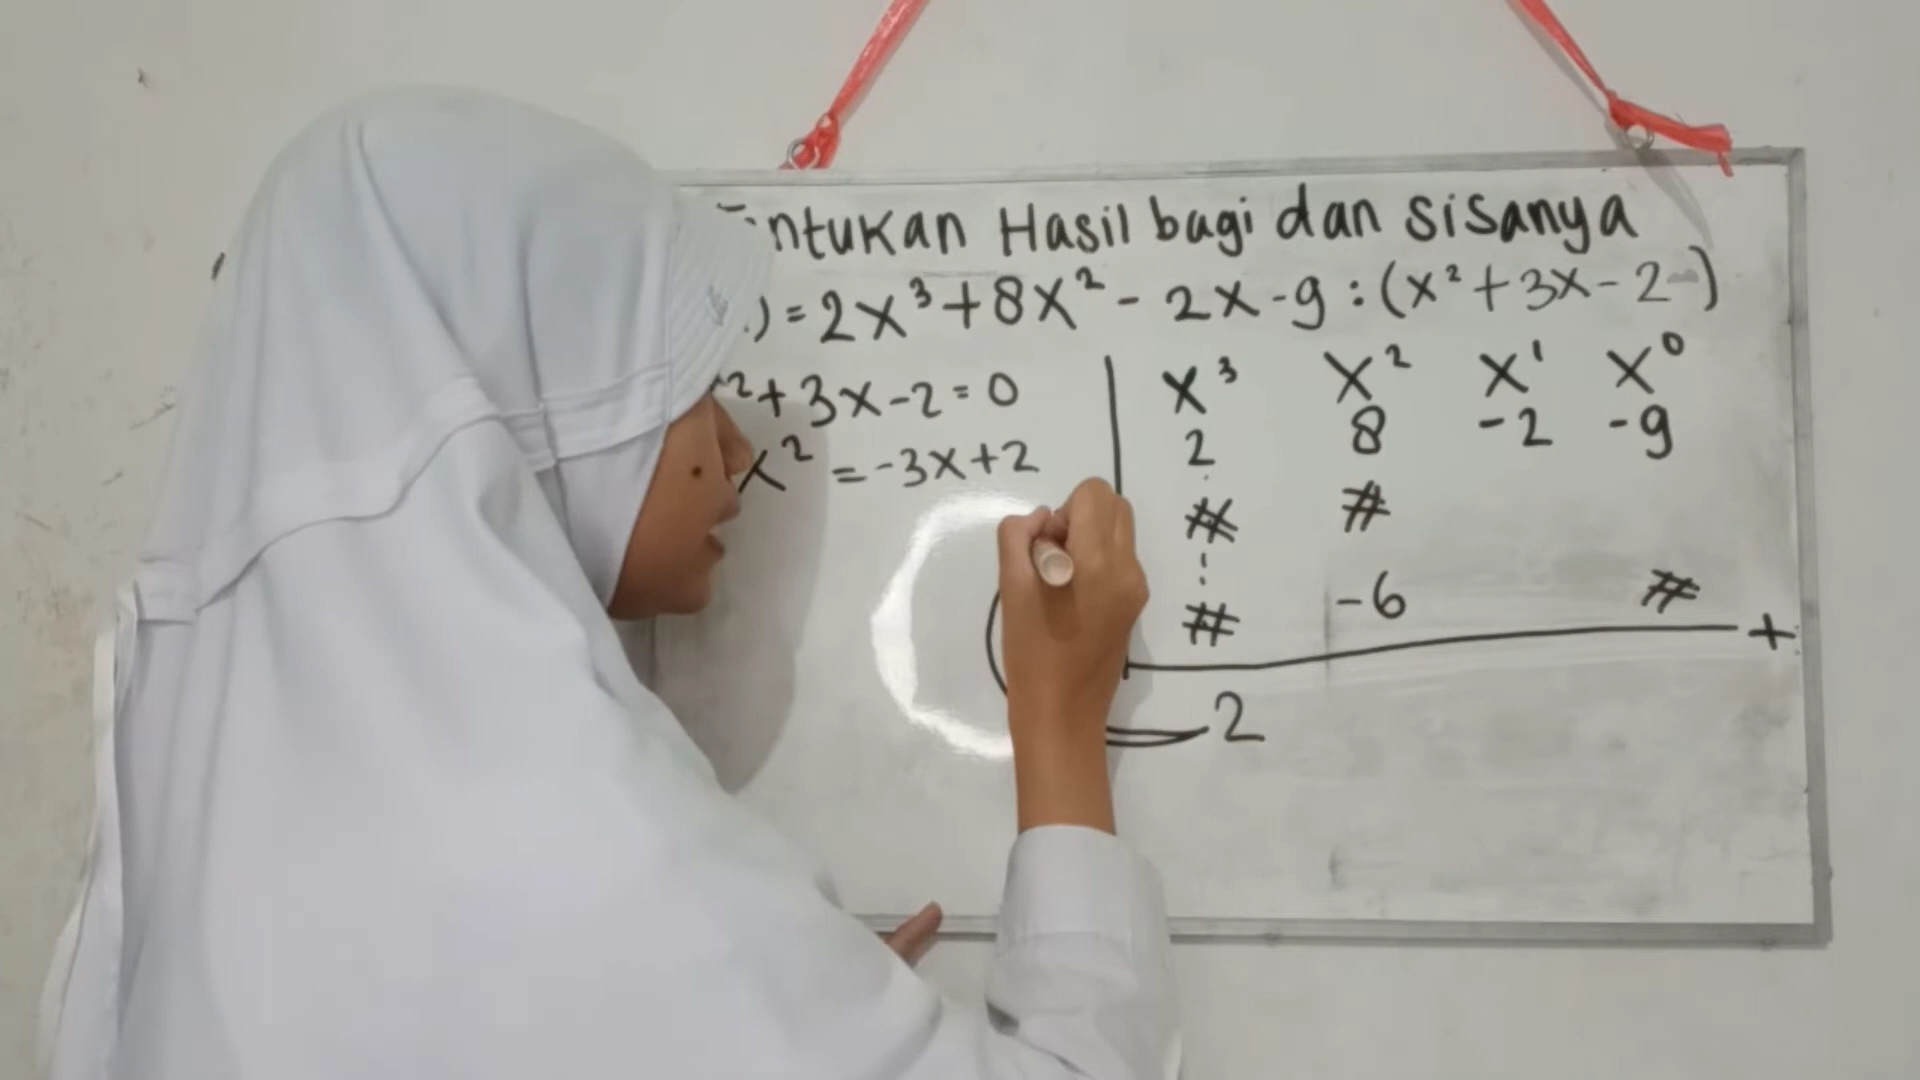 ntukan Hasil bagi dan sisanya
) = 2x³ + 8x² - 2x - 9 : (x² + 3x - 2)
² + 3x - 2 = 0
x² = -3x + 2
x³ x² x¹ x⁰
2 8 -2 -9
# #
# -6 # +
2